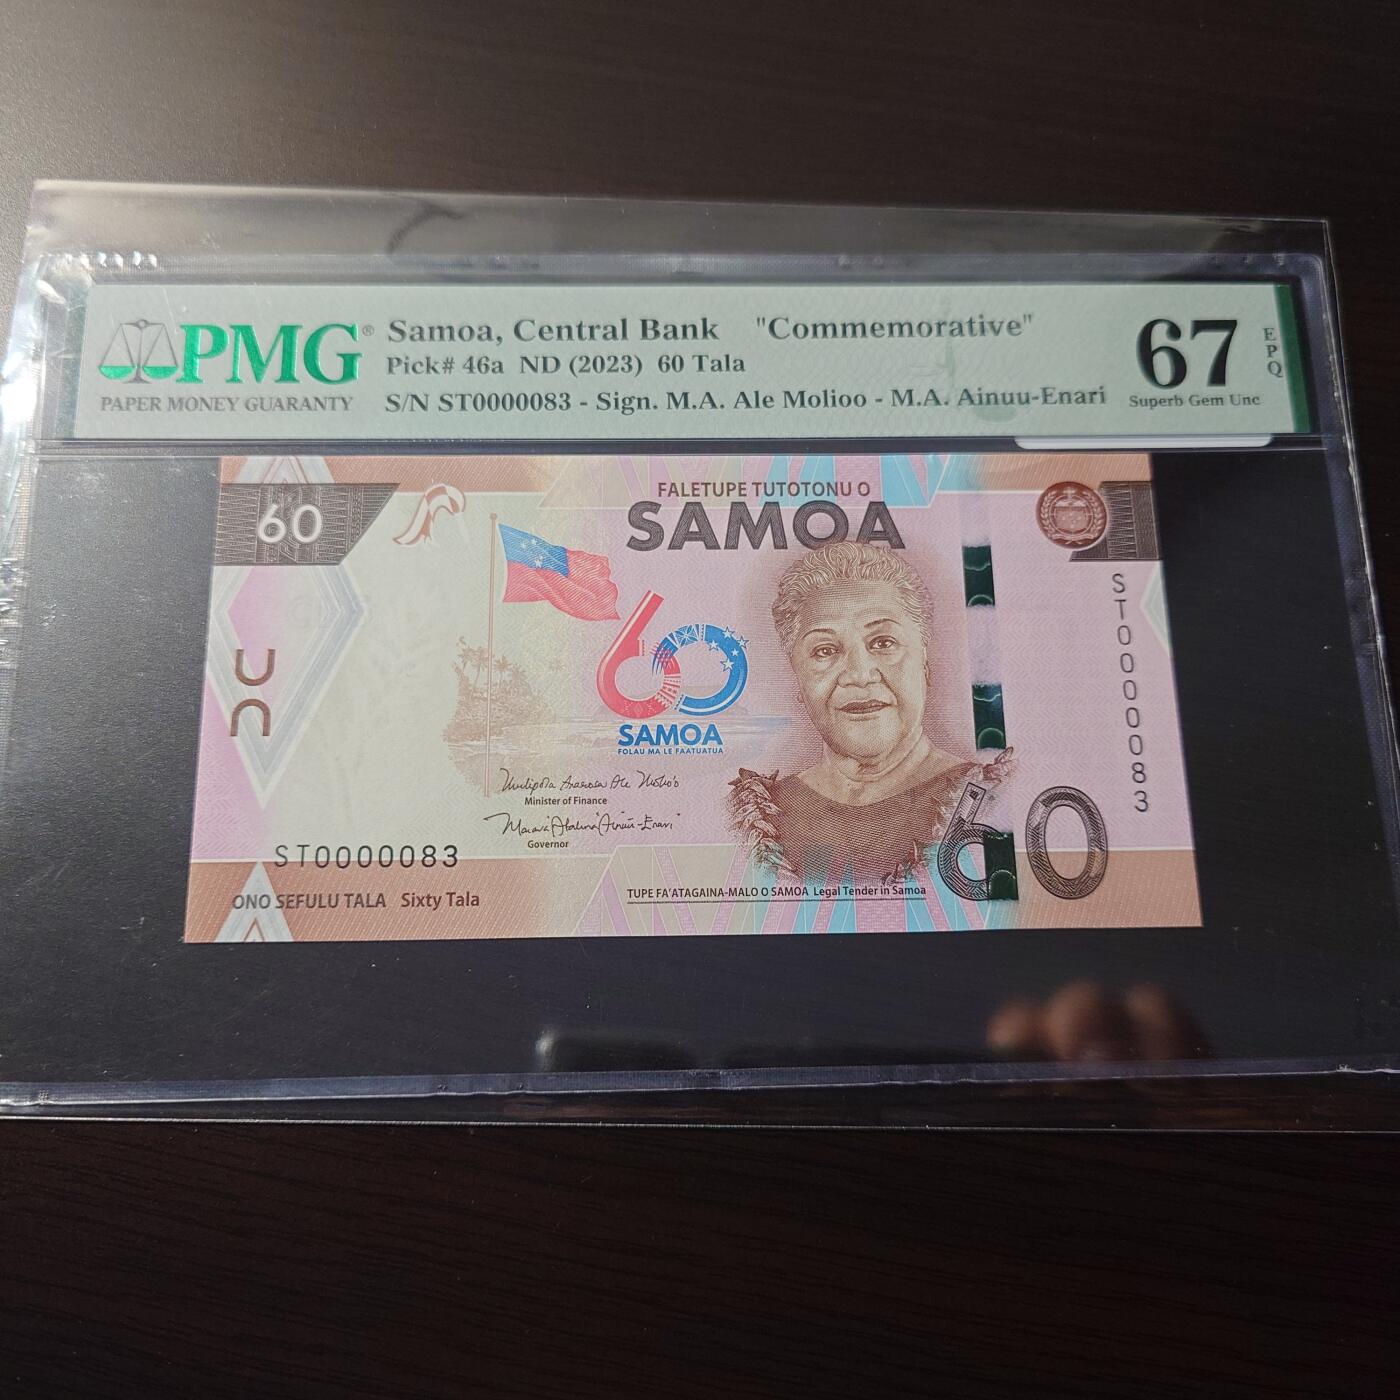 PMG®
PAPER MONEY GUARANTY
Samoa, Central Bank "Commemorative"
Pick# 46a ND (2023) 60 Tala
S/N ST0000083 - Sign. M.A. Ale Molioo - M.A. Ainuu-Enari
67
EPQ
Superb Gem Unc
60
FALETUPE TUTOTONU O
SAMOA
ST0000083
60
SAMOA
FOLAU MA LE FAATUATUA
Minister of Finance
Governor
ST0000083
ONO SEFULU TALA Sixty Tala
TUPE FA'ATAGAINA-MALO O SAMOA Legal Tender in Samoa
60